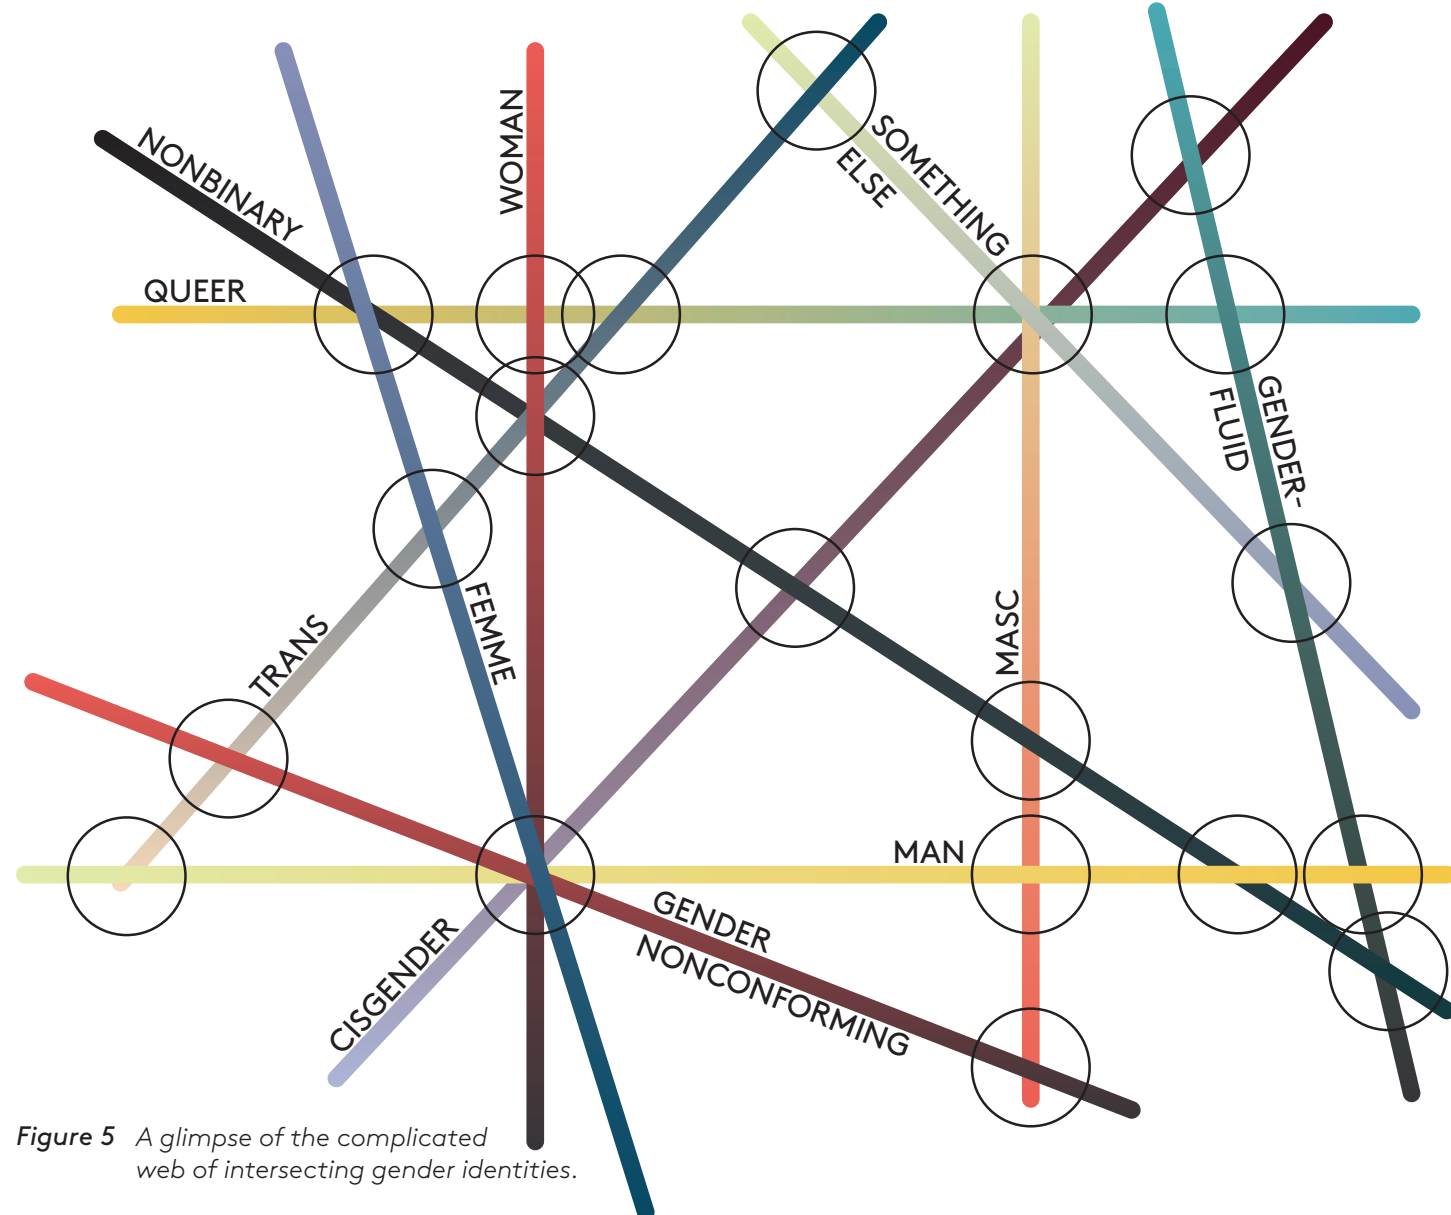 WOMAN
SOMETHING
ELSE
NONBINARY
QUEER
GENDER-
FLUID
MASC
FEMME
TRANS
MAN
GENDER
NONCONFORMING
CISGENDER
Figure 5 A glimpse of the complicated
web of intersecting gender identities.